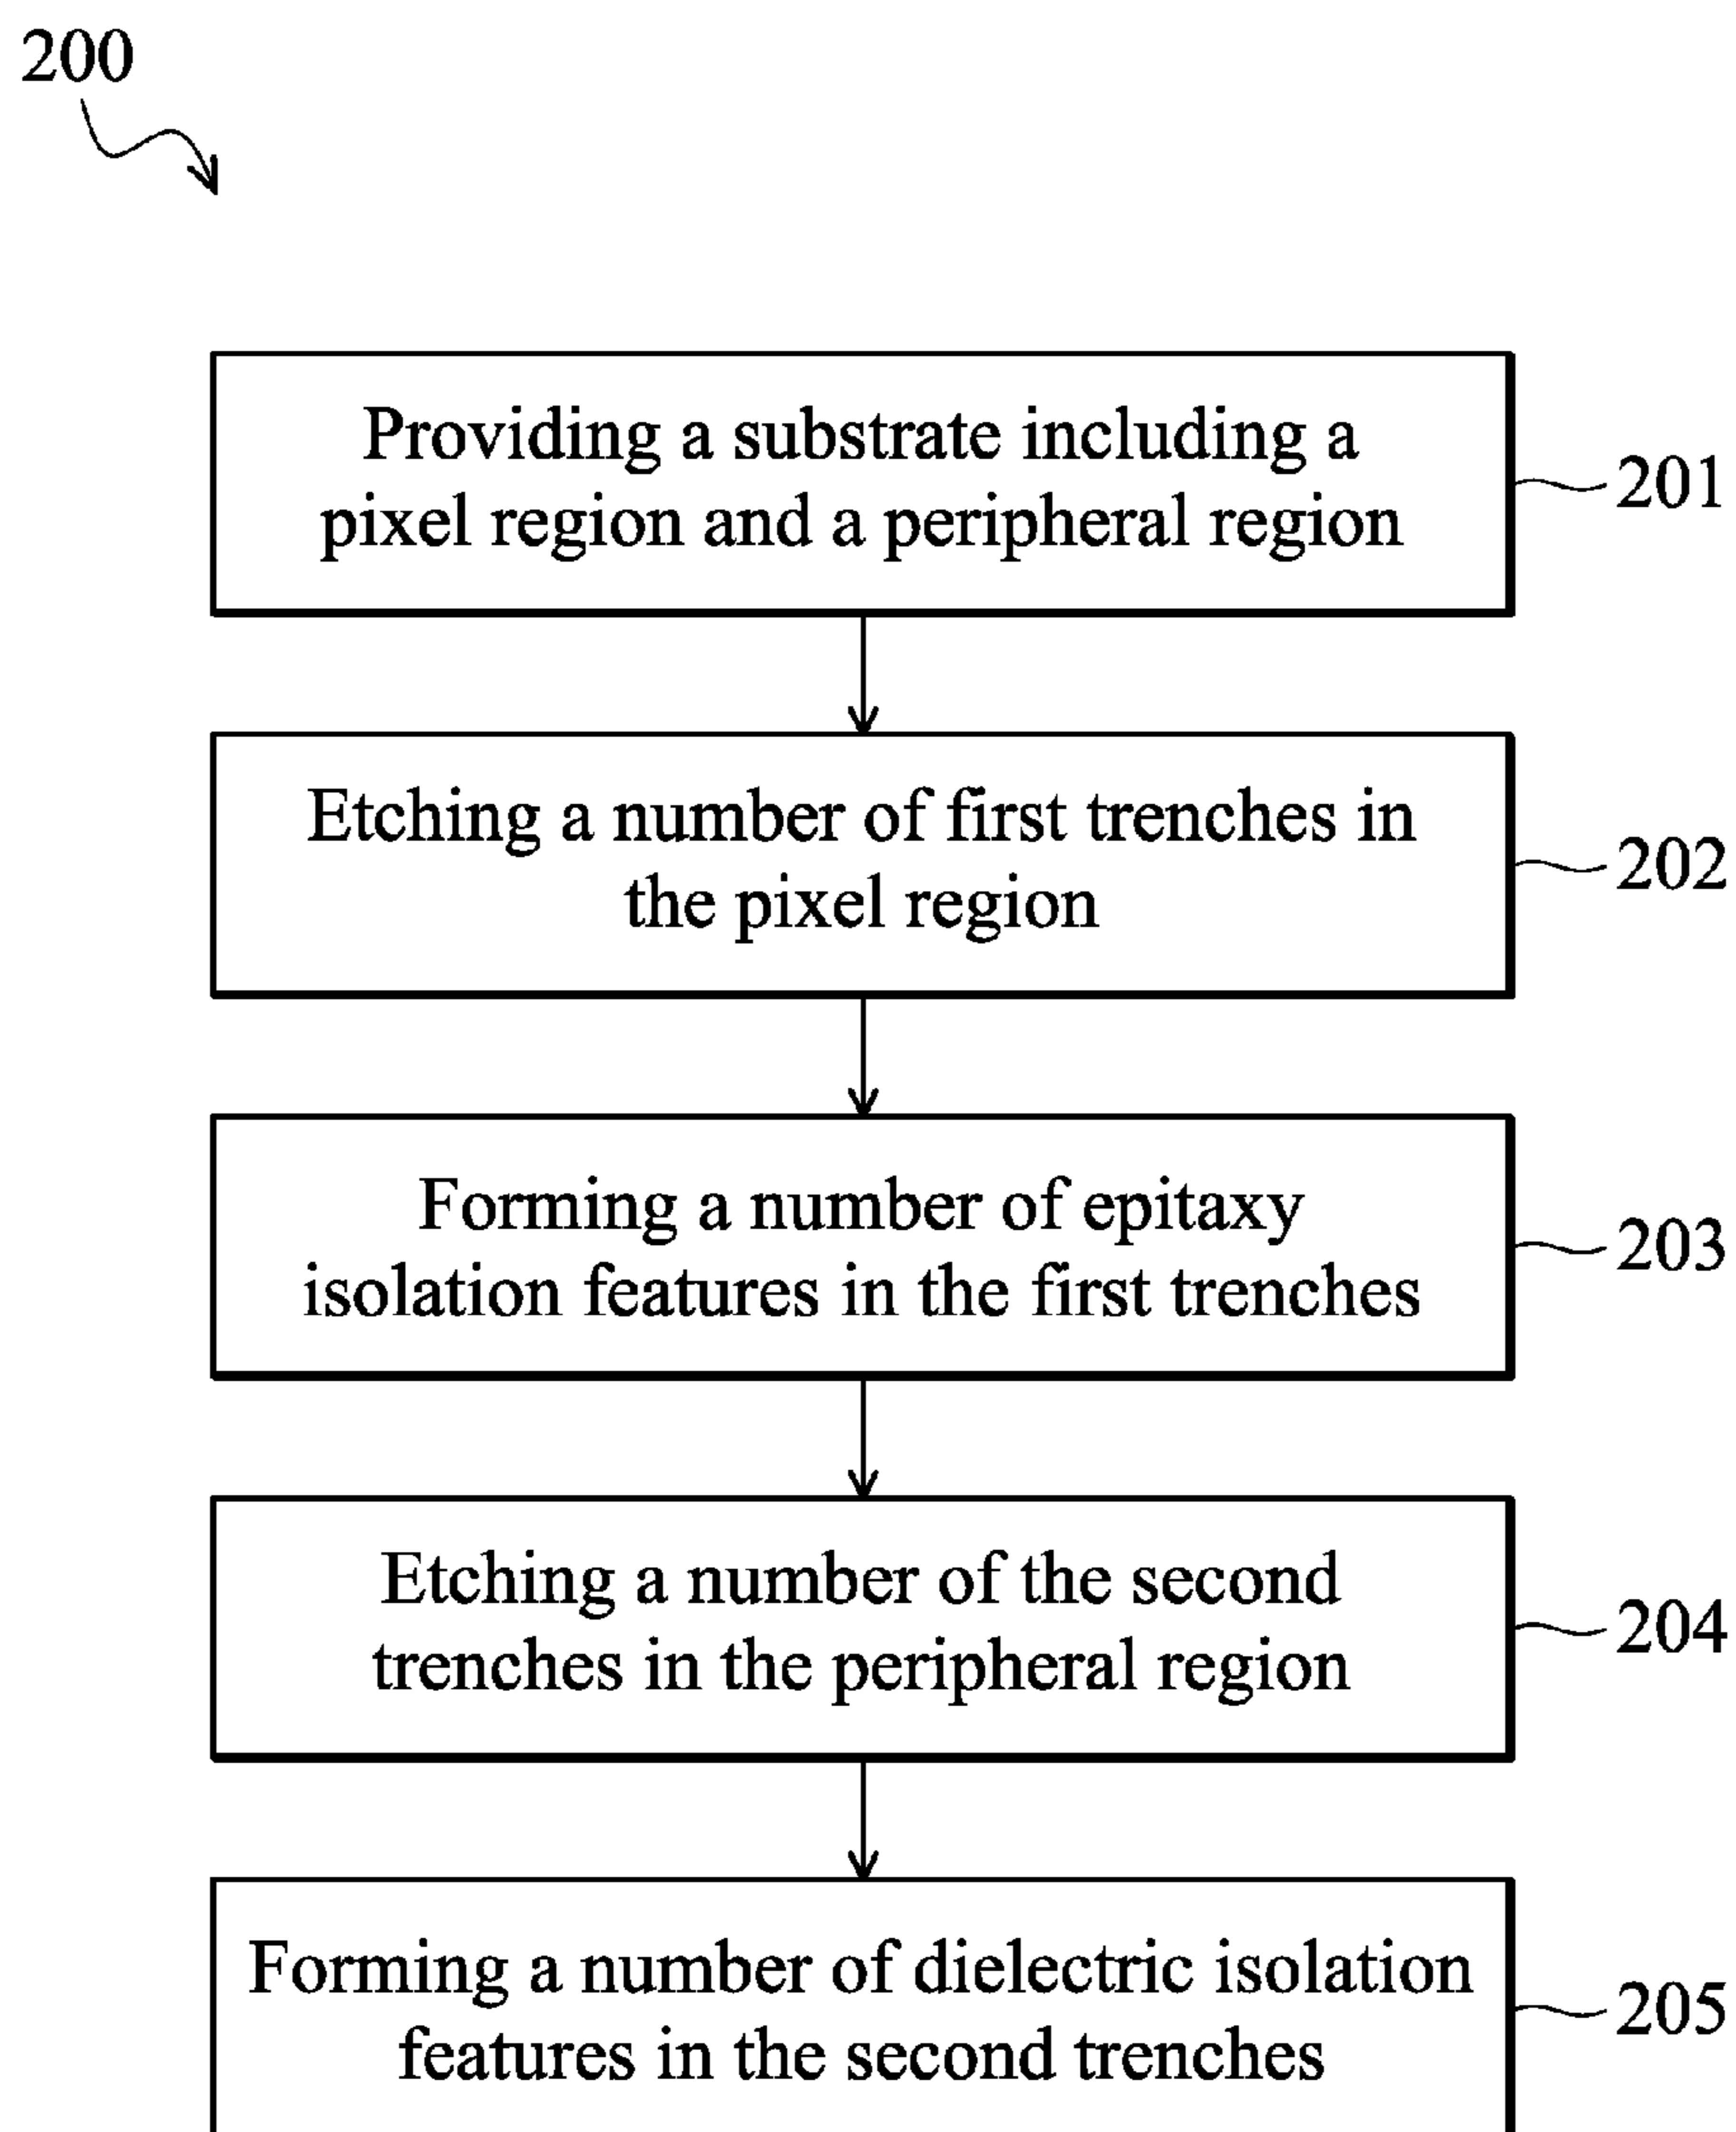 200
Providing a substrate including a
pixel region and a peripheral region
201
Etching a number of first trenches in
the pixel region
202
Forming a number of epitaxy
isolation features in the first trenches
203
Etching a number of the second
trenches in the peripheral region
204
Forming a number of dielectric isolation
features in the second trenches
205